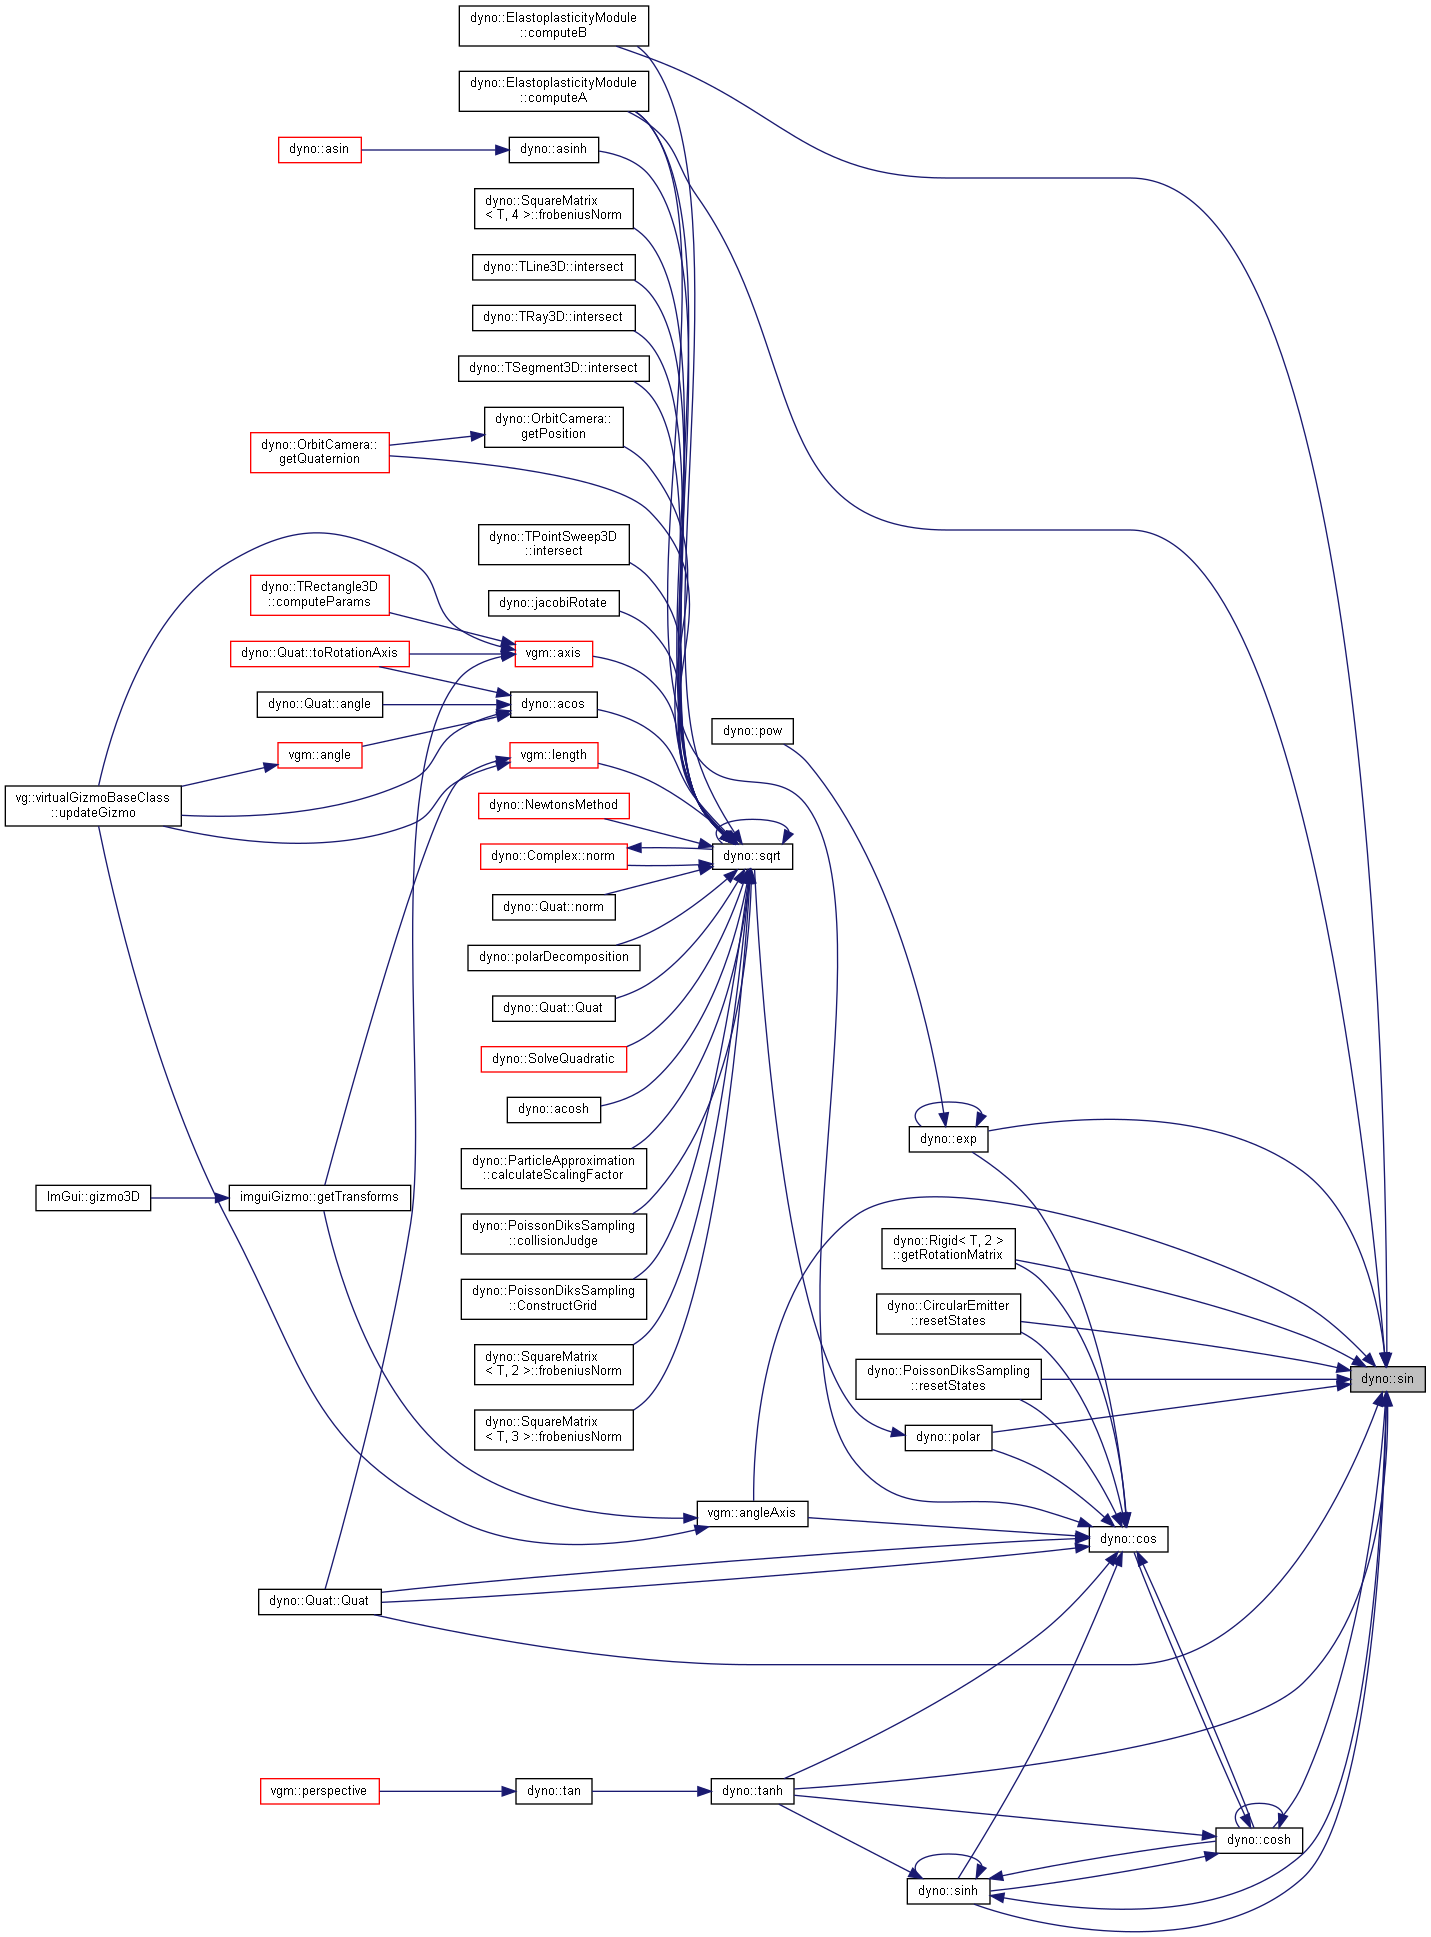 dyno::ElastoplasticityModule
::computeB
dyno::ElastoplasticityModule
::computeA
dyno::asin
dyno::asinh
dyno::SquareMatrix
< T, 4 >::frobeniusNorm
dyno::TLine3D::intersect
dyno::TRay3D::intersect
dyno::TSegment3D::intersect
dyno::OrbitCamera::
getPosition
dyno::OrbitCamera::
getQuaternion
dyno::TPointSweep3D
::intersect
dyno::TRectangle3D
::computeParams
dyno::jacobiRotate
dyno::Quat::toRotationAxis
vgm::axis
dyno::Quat::angle
dyno::acos
dyno::pow
vgm::angle
vgm::length
vg::virtualGizmoBaseClass
::updateGizmo
dyno::NewtonsMethod
dyno::Complex::norm
dyno::sqrt
dyno::Quat::norm
dyno::polarDecomposition
dyno::Quat::Quat
dyno::SolveQuadratic
dyno::acosh
dyno::exp
dyno::ParticleApproximation
::calculateScalingFactor
ImGui::gizmo3D
imguiGizmo::getTransforms
dyno::PoissonDiksSampling
::collisionJudge
dyno::Rigid< T, 2 >
::getRotationMatrix
dyno::PoissonDiksSampling
::ConstructGrid
dyno::CircularEmitter
::resetStates
dyno::SquareMatrix
< T, 2 >::frobeniusNorm
dyno::PoissonDiksSampling
::resetStates
dyno::sin
dyno::SquareMatrix
< T, 3 >::frobeniusNorm
dyno::polar
vgm::angleAxis
dyno::cos
dyno::Quat::Quat
vgm::perspective
dyno::tan
dyno::tanh
dyno::cosh
dyno::sinh